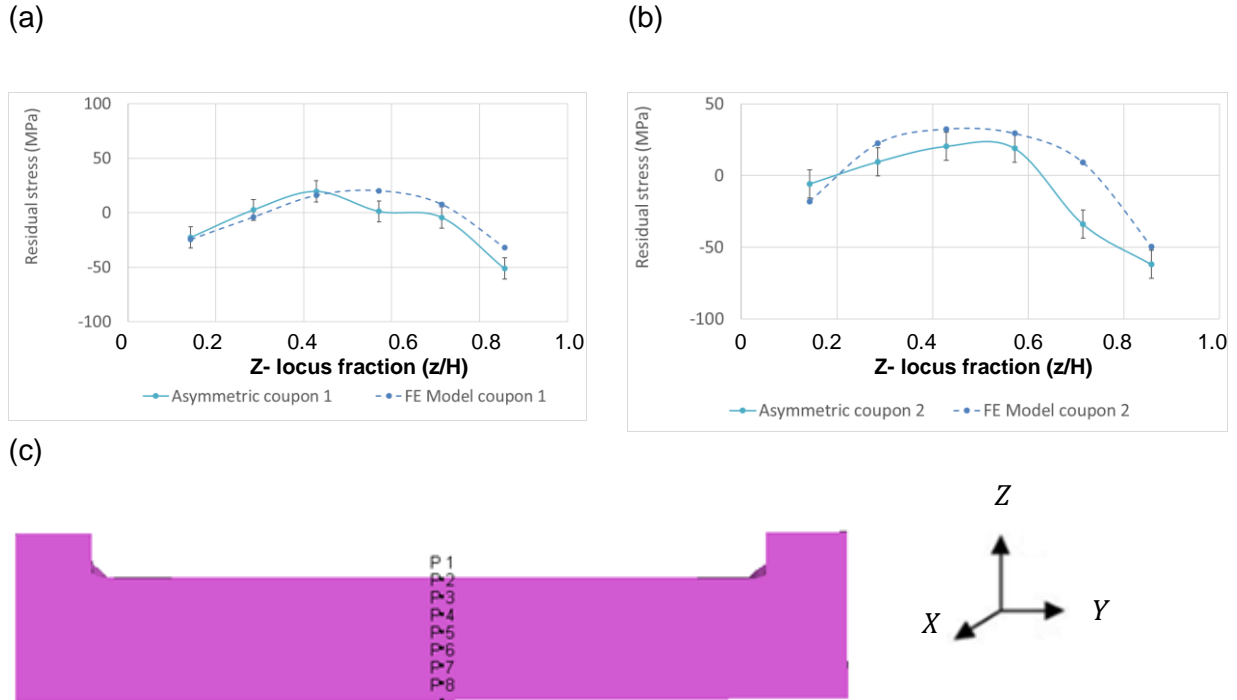 (a)
(b)
Residual stress (MPa)
100
50
0
-50
-100
0 0.2 0.4 0.6 0.8 1.0
Z- locus fraction (z/H)
Asymmetric coupon 1 FE Model coupon 1
Residual stress (MPa)
50
0
-50
-100
0 0.2 0.4 0.6 0.8 1.0
Z- locus fraction (z/H)
Asymmetric coupon 2 FE Model coupon 2
(c)
P 1
P 2
P 3
P 4
P 5
P 6
P 7
P 8
Z
X
Y